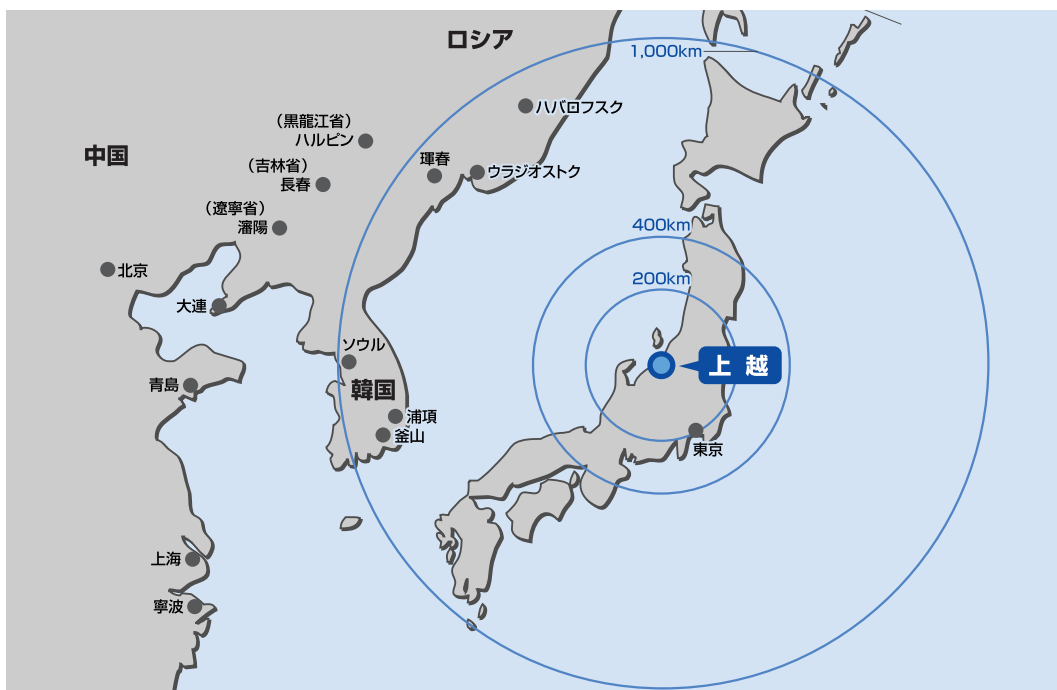 ロシア
1,000km
ハバロフスク
（黒龍江省）
ハルピン
中国
琿春
ウラジオストク
（吉林省）
長春
（遼寧省）
瀋陽
400km
北京
200km
大連
ソウル
上 越
青島
韓国
浦項
釜山
東京
上海
寧波